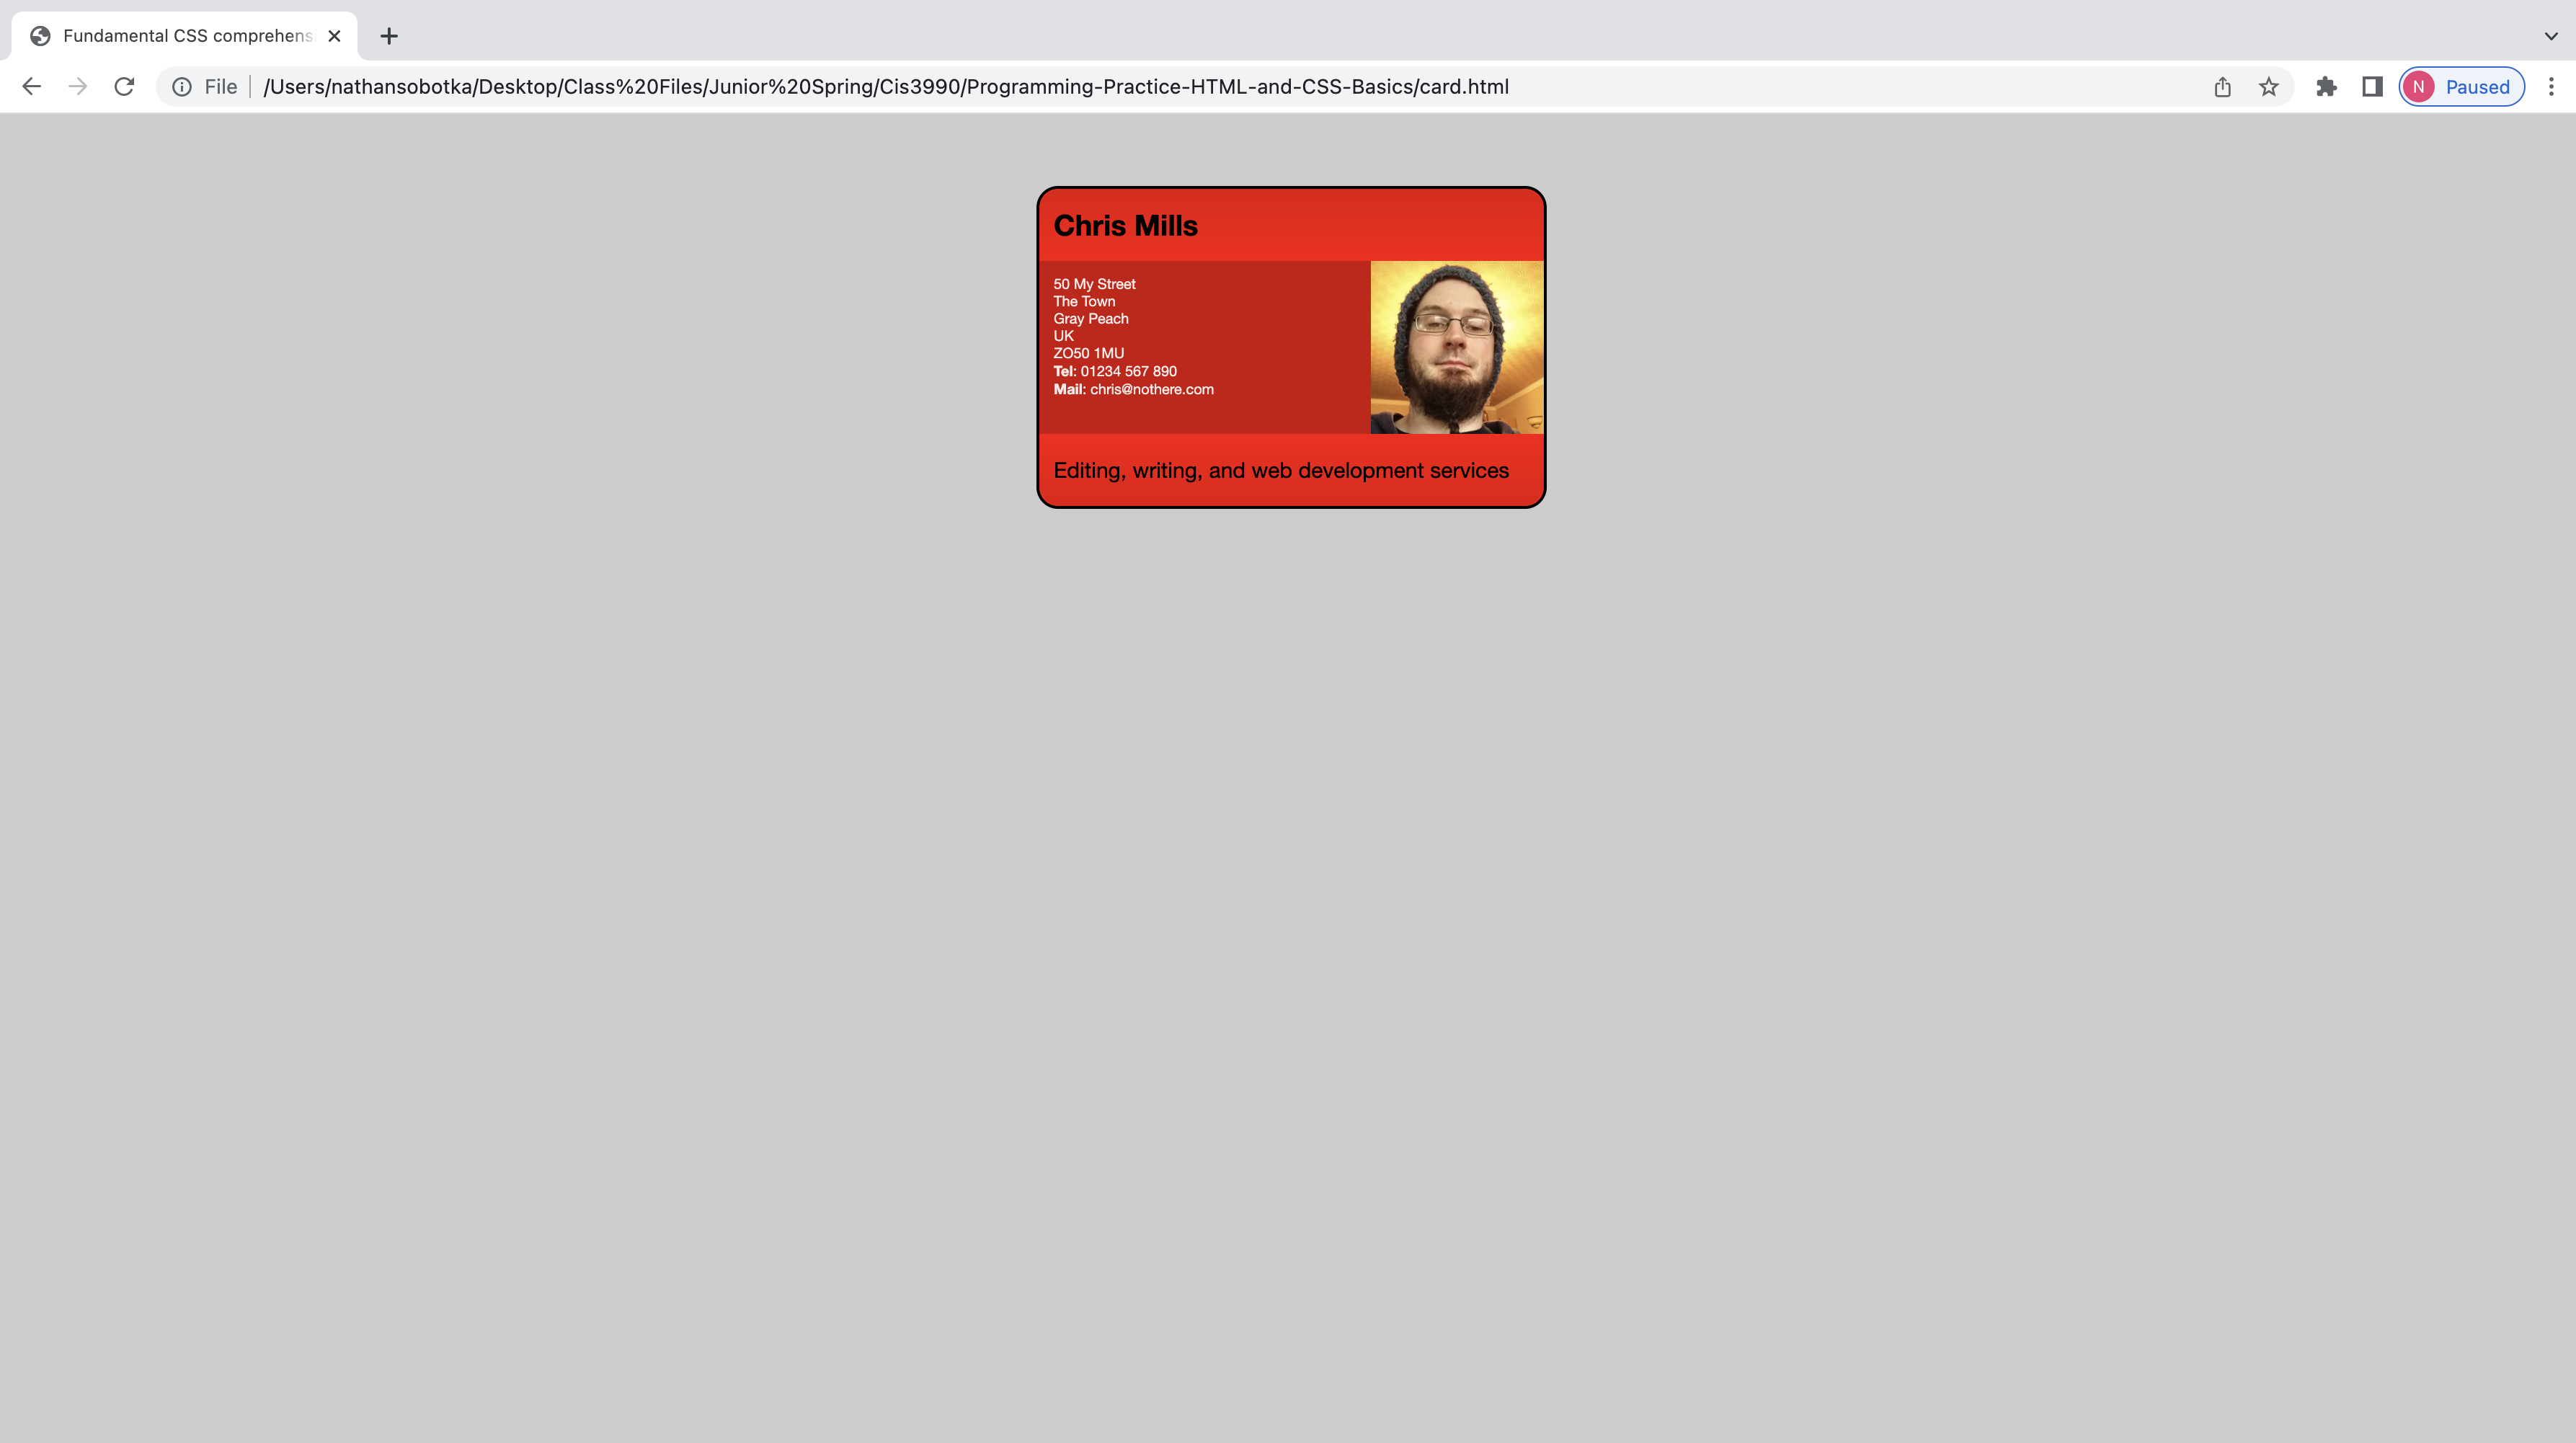 Fundamental CSS comprehens
File /Users/nathansobotka/Desktop/Class%20Files/Junior%20Spring/Cis3990/Programming-Practice-HTML-and-CSS-Basics/card.html
N Paused
Chris Mills
50 My Street
The Town
Gray Peach
UK
ZO50 1MU
Tel: 01234 567 890
Mail: chris@nothere.com
Editing, writing, and web development services